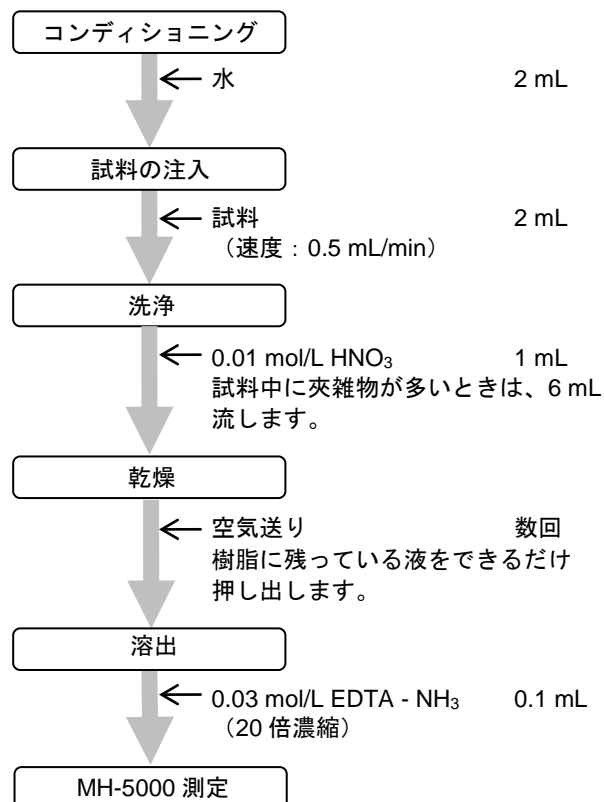 コンディショニング
水 2 mL
試料の注入
試料 2 mL
（速度：0.5 mL/min）
洗浄
0.01 mol/L HNO₃ 1 mL
試料中に夾雑物が多いときは、6 mL
流します。
乾燥
空気送り 数回
樹脂に残っている液をできるだけ
押し出します。
溶出
0.03 mol/L EDTA - NH₃ 0.1 mL
（20 倍濃縮）
MH-5000 測定